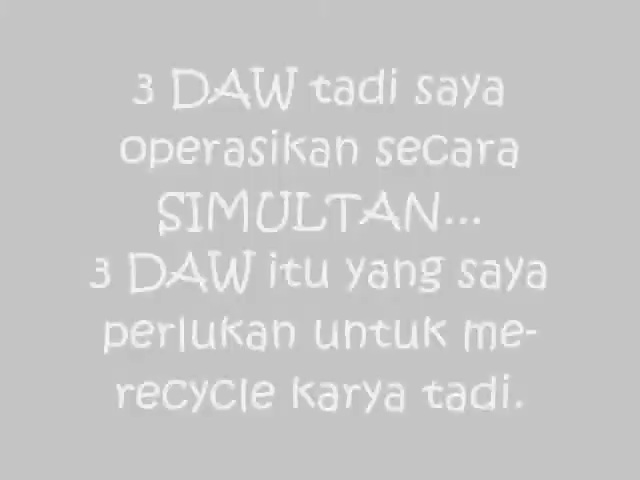 3 DAW tadi saya
operasikan secara
SIMULTAN...
3 DAW itu yang saya
perlukan untuk me-
recycle karya tadi.